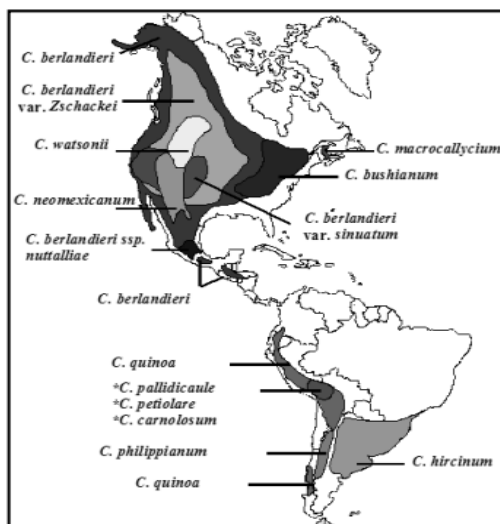 C. berlandieri
C. berlandieri
var. Zschackei
C. watsonii
C. macrocallycium
C. bushianum
C. neomexicanum
C. berlandieri
var. sinuatum
C. berlandieri ssp.
nuttalliae
C. berlandieri
C. quinoa
*C. pallidicaule
*C. petiolare
*C. carnolosum
C. philippianum
C. hircinum
C. quinoa